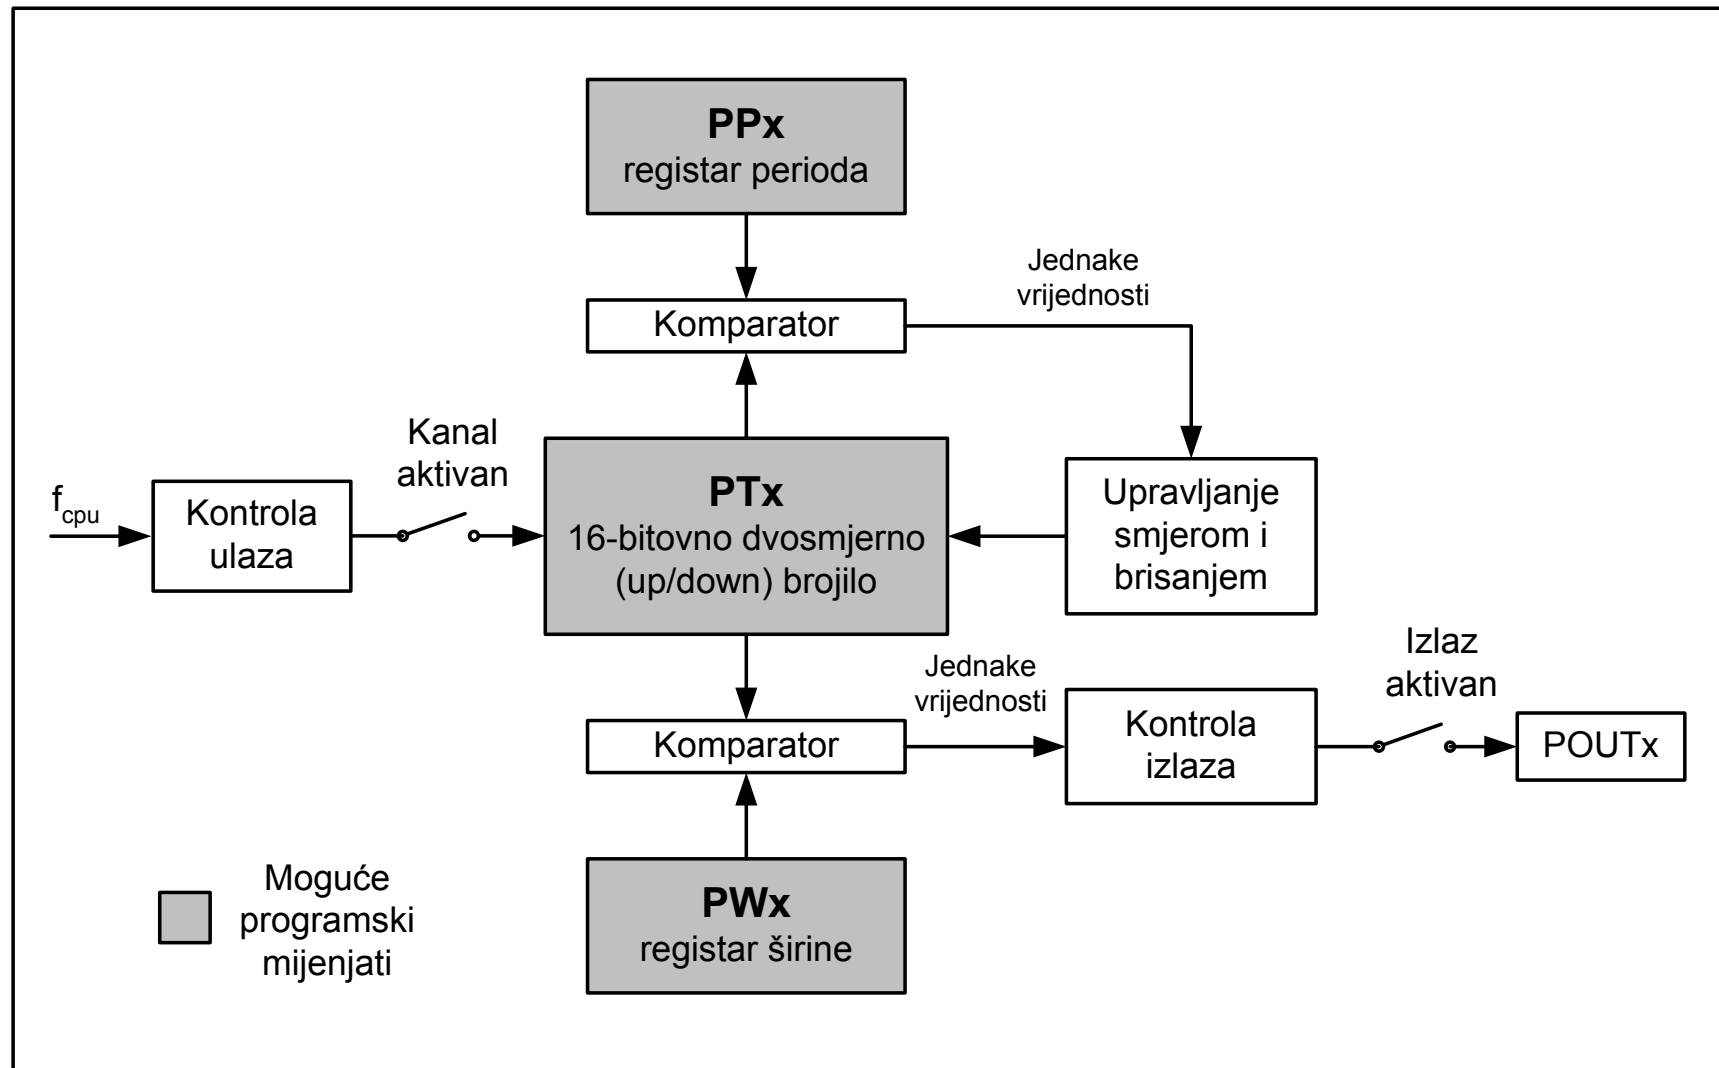 PPx
registar perioda
Jednake
vrijednosti
Komparator
Kanal
aktivan
f_cpu
Kontrola
ulaza
PTx
16-bitovno dvosmjerno
(up/down) brojilo
Upravljanje
smjerom i
brisanjem
Jednake
vrijednosti
Izlaz
aktivan
Komparator
Kontrola
izlaza
POUTx
PWx
registar širine
Moguće
programski
mijenjati